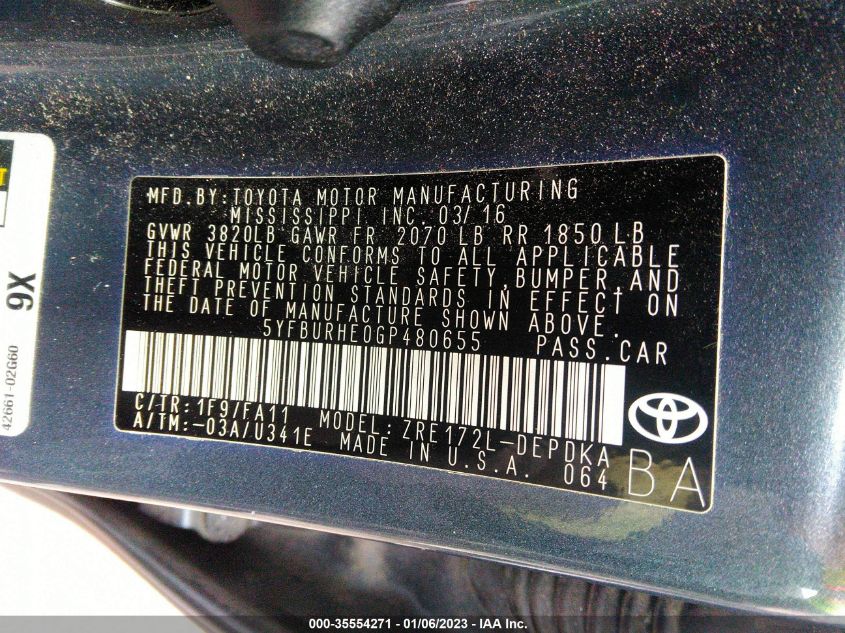 MFD.BY:TOYOTA MOTOR MANUFACTURING
MISSISSIPPI INC. 03/16
GVWR 3820LB GAWR FR 2070 LB RR 1850 LB
THIS VEHICLE CONFORMS TO ALL APPLICABLE
FEDERAL MOTOR VEHICLE SAFETY, BUMPER, AND
THEFT PREVENTION STANDARDS IN EFFECT ON
THE DATE OF MANUFACTURE SHOWN ABOVE.
5YFBURHE0GP480655 PASS.CAR
C/TR:1F9/FA11 MODEL:ZRE172L-DEPDKA
A/TM:-03A/U341E MADE IN U.S.A. 064
BA
9X
42661-02G60
000-35554271 - 01/06/2023 - IAA Inc.